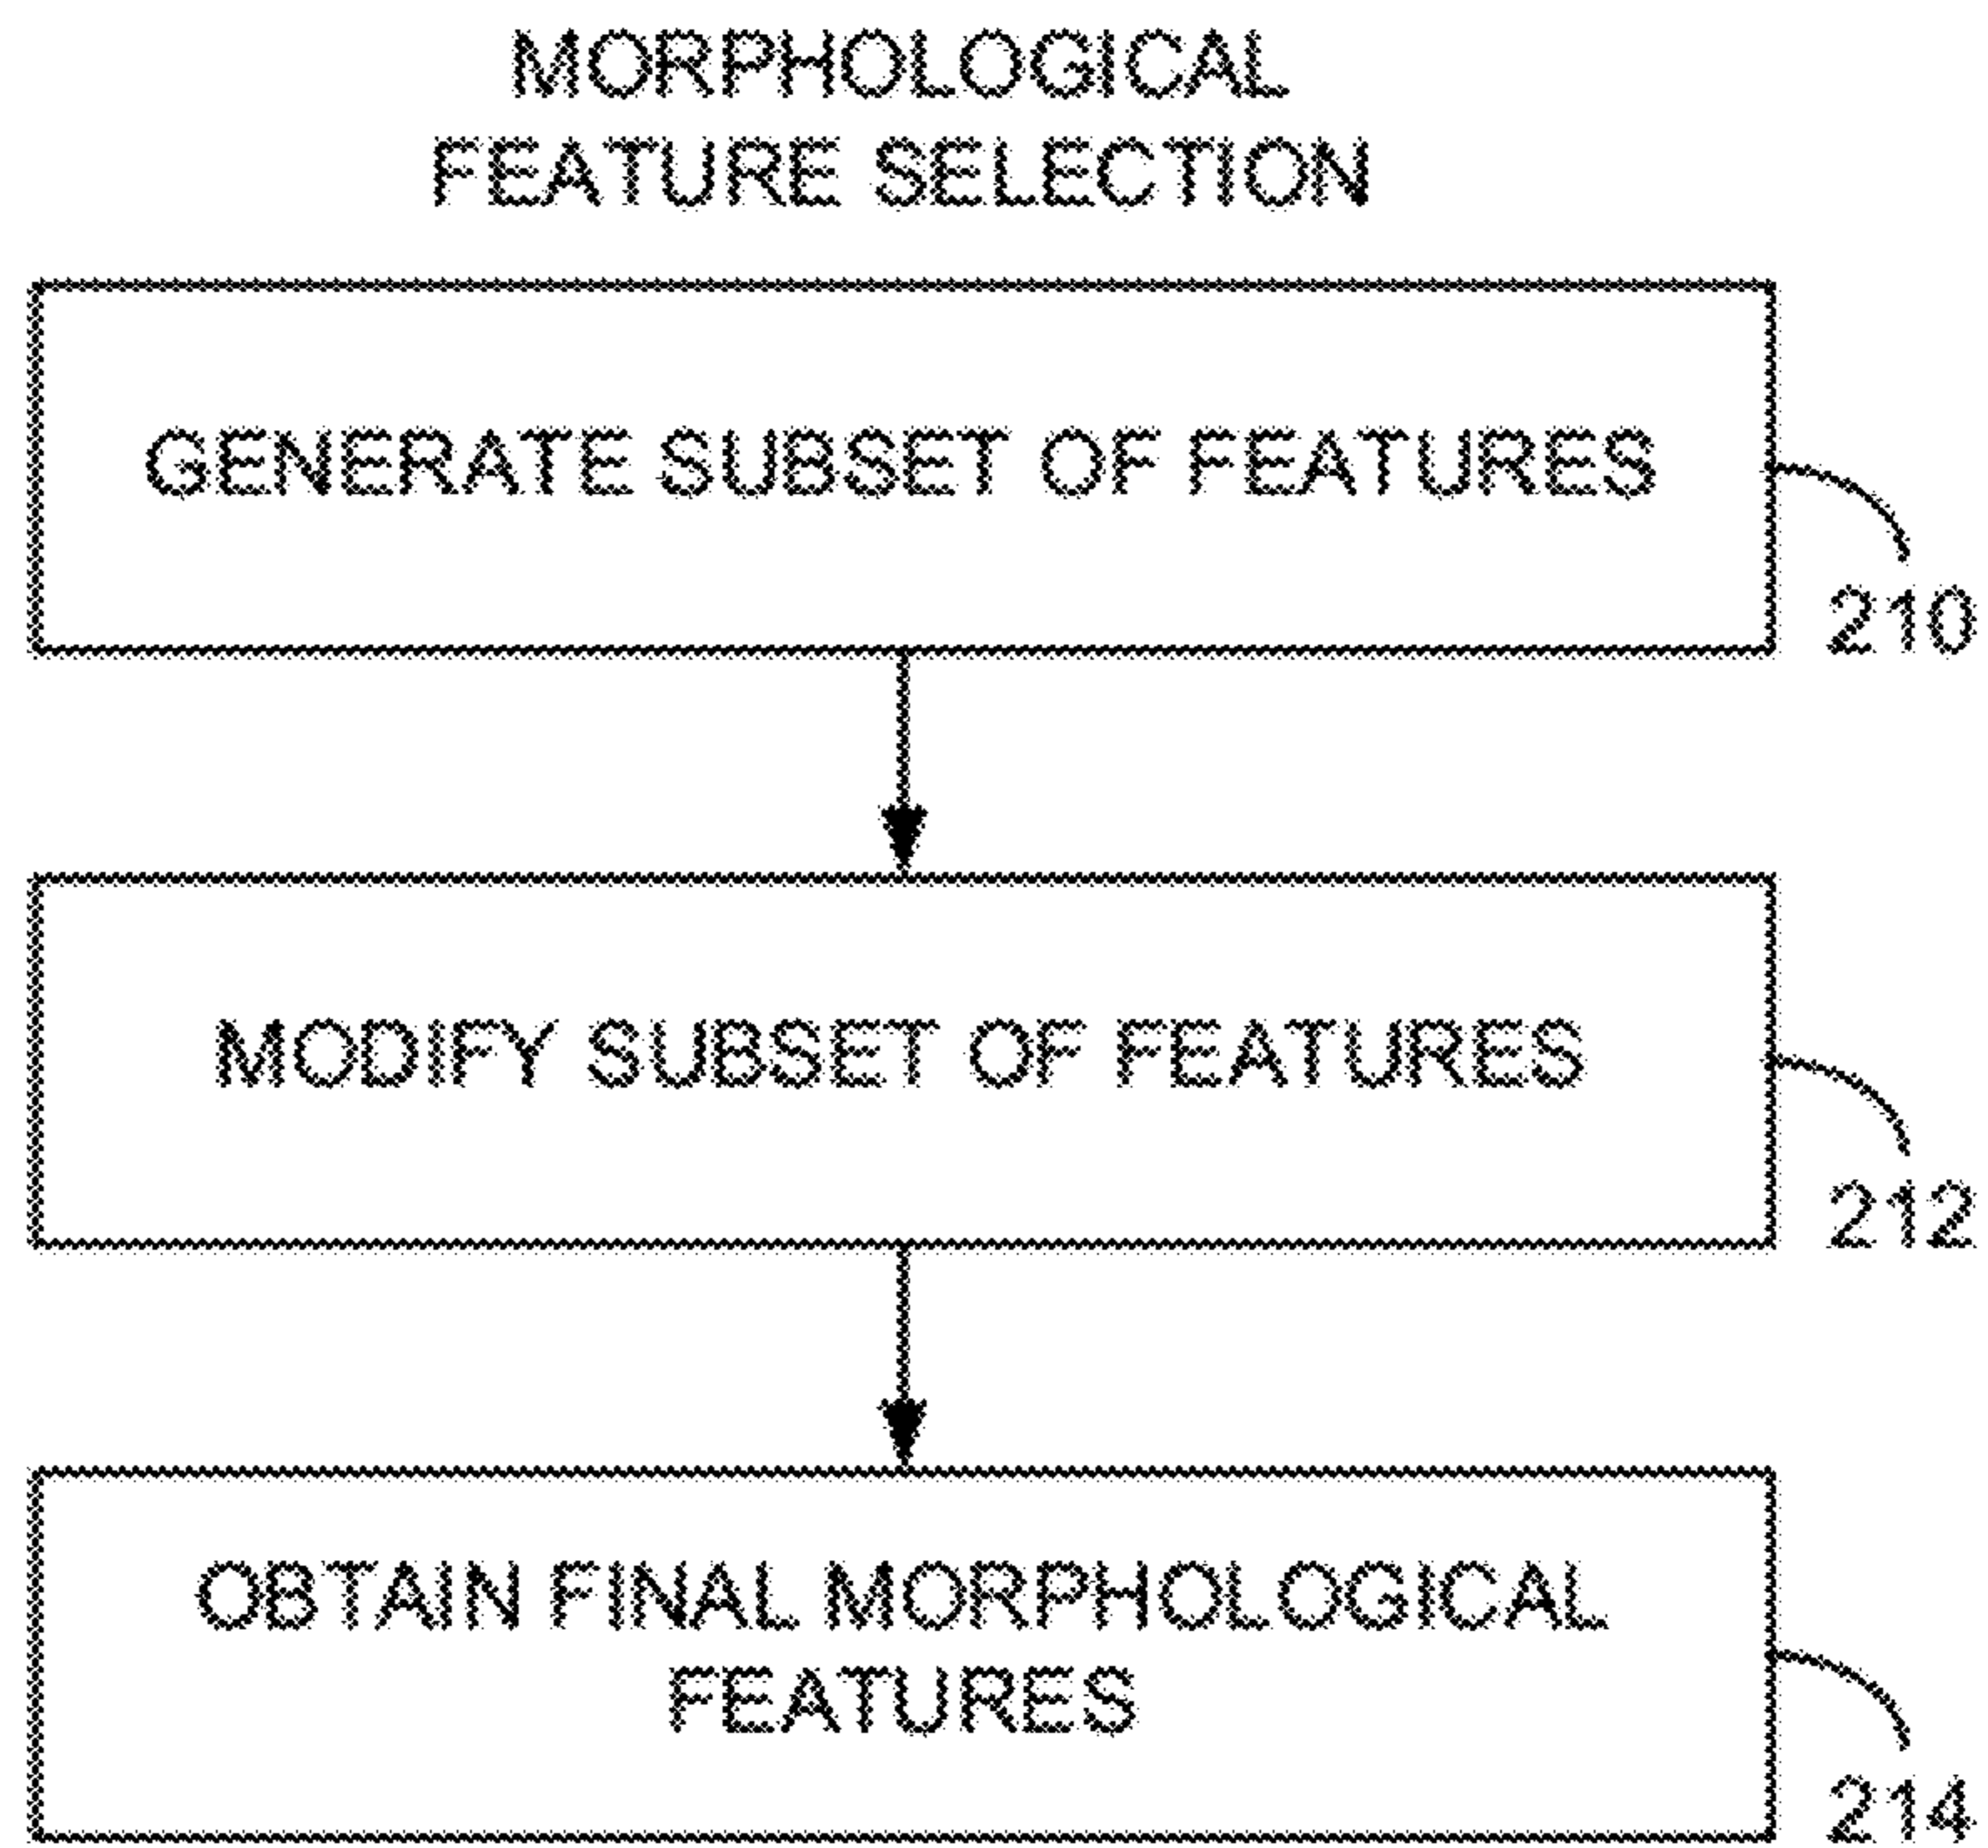 MORPHOLOGICAL
FEATURE SELECTION
GENERATE SUBSET OF FEATURES
210
MODIFY SUBSET OF FEATURES
212
OBTAIN FINAL MORPHOLOGICAL
FEATURES
214